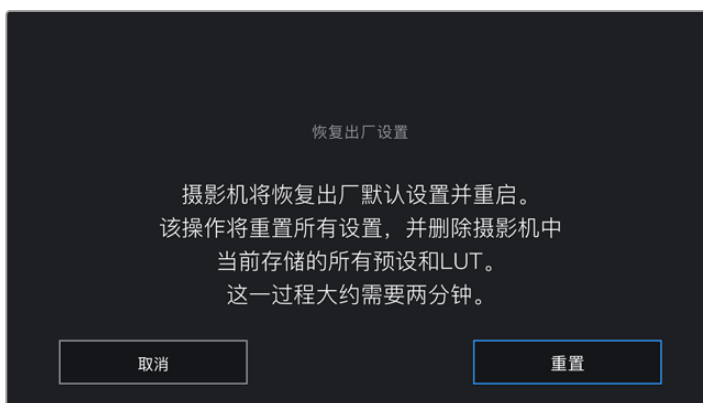 恢复出厂设置
摄影机将恢复出厂默认设置并重启。
该操作将重置所有设置，并删除摄影机中
当前存储的所有预设和LUT。
这一过程大约需要两分钟。
取消
重置